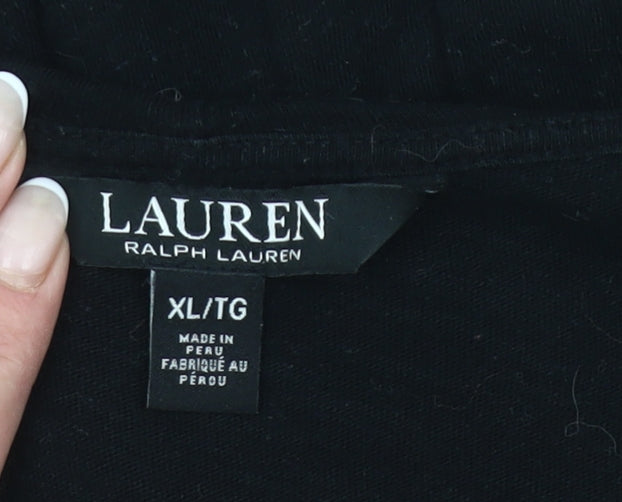 LAUREN
RALPH LAUREN
XL/TG
MADE IN
PERU
FABRIQUÉ AU
PÉROU